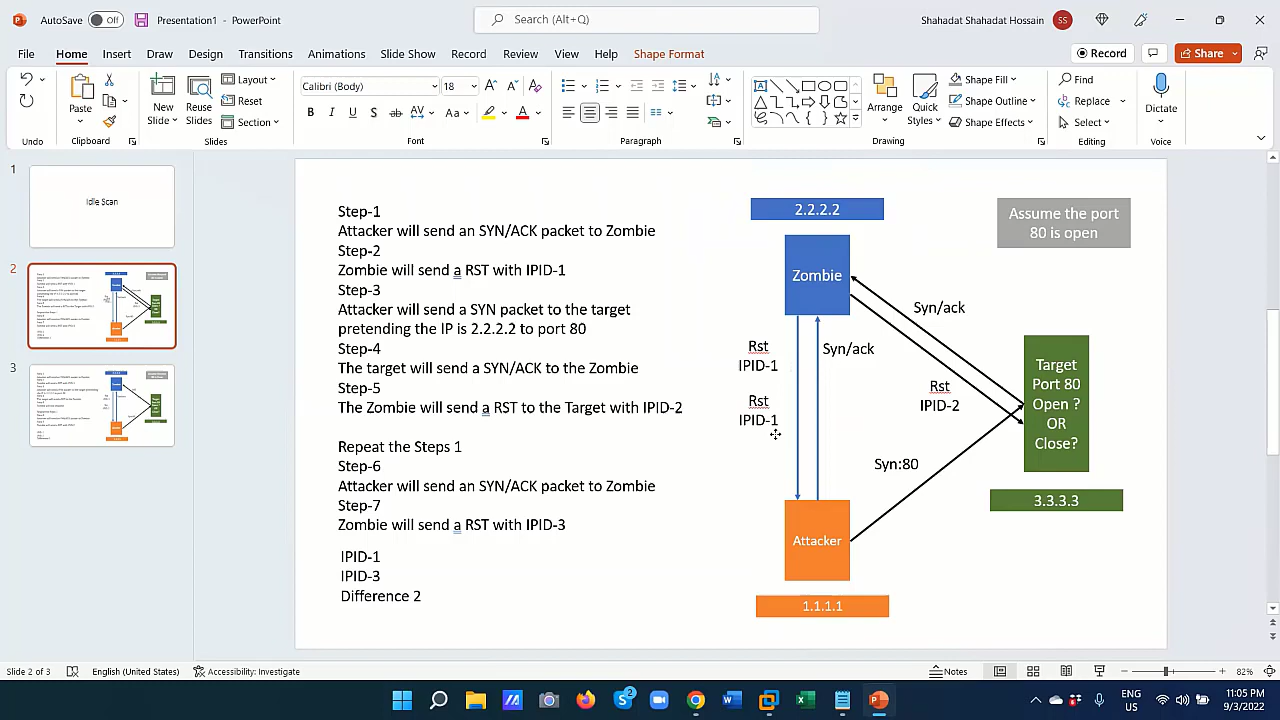 AutoSave
Off
Presentation1 - PowerPoint
Search (Alt+Q)
Shahadat Shahadat Hossain
SS
File
Home
Insert
Draw
Design
Transitions
Animations
Slide Show
Record
Review
View
Help
Shape Format
Record
Share
Undo
Paste
Clipboard
New
Slide
Reuse
Slides
Layout
Reset
Section
Slides
Calibri (Body)
18
Font
Paragraph
Arrange
Quick
Styles
Shape Fill
Shape Outline
Shape Effects
Drawing
Find
Replace
Select
Editing
Dictate
Voice
1
Idle Scan
2
3
Step-1
Attacker will send an SYN/ACK packet to Zombie
Step-2
Zombie will send a RST with IPID-1
Step-3
Attacker will send a SYN packet to the target
pretending the IP is 2.2.2.2 to port 80
Step-4
The target will send a SYN/ACK to the Zombie
Step-5
The Zombie will send a RST to the Target with IPID-2
Repeat the Steps 1
Step-6
Attacker will send an SYN/ACK packet to Zombie
Step-7
Zombie will send a RST with IPID-3
IPID-1
IPID-3
Difference 2
2.2.2.2
Zombie
Rst
IPID-1
Rst
IPID-1
Syn/ack
Attacker
1.1.1.1
Assume the port
80 is open
Syn/ack
Rst
IPID-2
Syn:80
Target
Port 80
Open ?
OR
Close?
3.3.3.3
Slide 2 of 3
English (United States)
Accessibility: Investigate
Notes
82%
ENG
US
11:05 PM
9/3/2022